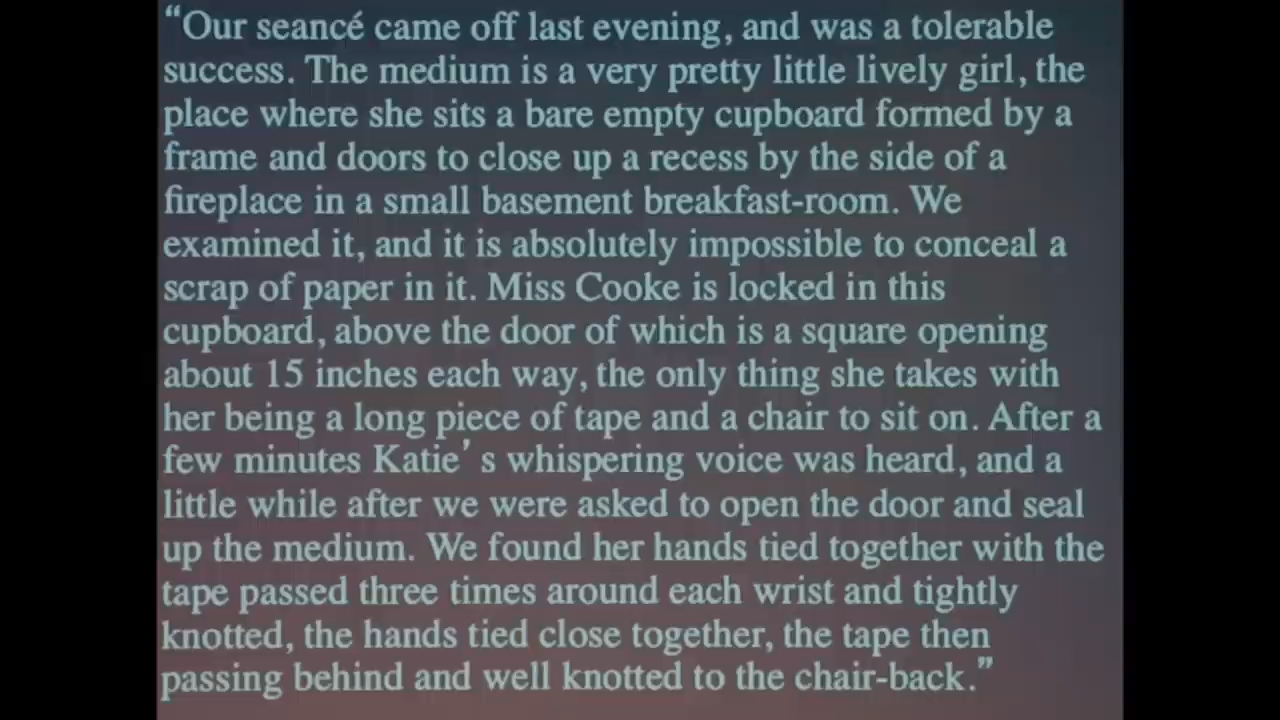 “Our seancé came off last evening, and was a tolerable
success. The medium is a very pretty little lively girl, the
place where she sits a bare empty cupboard formed by a
frame and doors to close up a recess by the side of a
fireplace in a small basement breakfast-room. We
examined it, and it is absolutely impossible to conceal a
scrap of paper in it. Miss Cooke is locked in this
cupboard, above the door of which is a square opening
about 15 inches each way, the only thing she takes with
her being a long piece of tape and a chair to sit on. After a
few minutes Katie’ s whispering voice was heard, and a
little while after we were asked to open the door and seal
up the medium. We found her hands tied together with the
tape passed three times around each wrist and tightly
knotted, the hands tied close together, the tape then
passing behind and well knotted to the chair-back.”